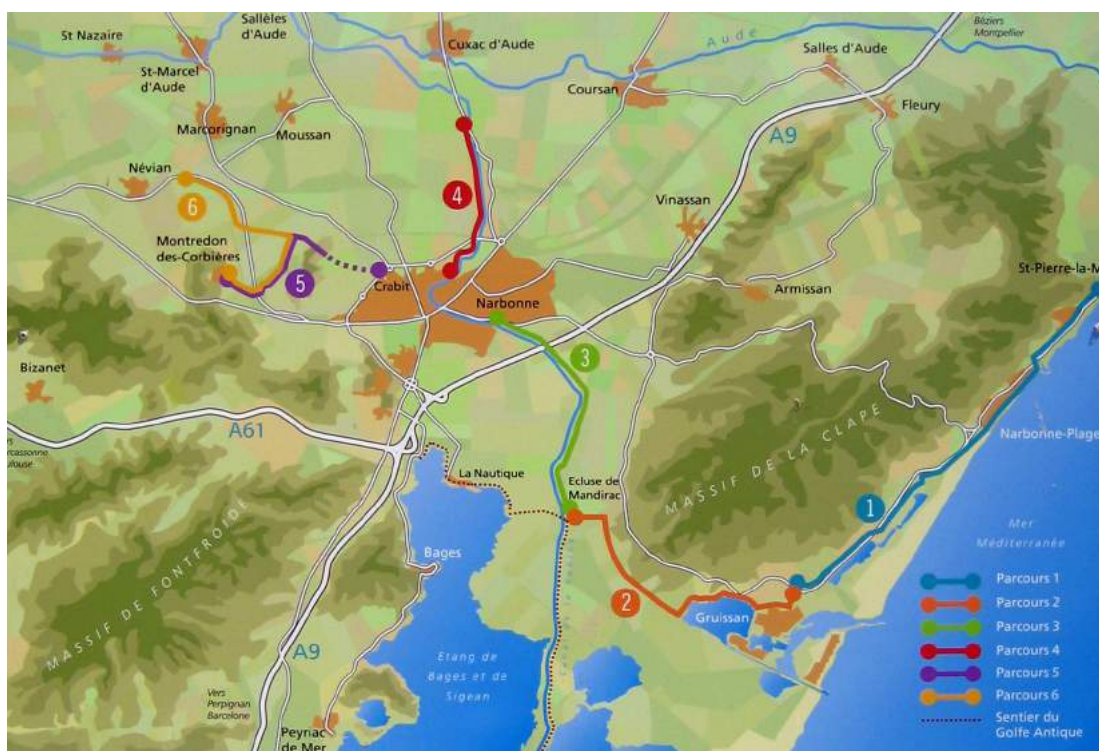 St Nazaire
Sallèles
d'Aude
Cuxac d'Aude
Aude
Salles d'Aude
Béziers
Montpellier
St-Marcel
d'Aude
Coursan
Fleury
Marcorignan
Moussan
A9
Névian
6
4
Vinassan
Montredon
des-Corbières
5
Crabit
Narbonne
Armissan
St-Pierre-la-M
3
Bizanet
A61
ers
rcassonne
ulouse
La Nautique
Ecluse de
Mandirac
MASSIF DE LA CLAPE
Narbonne-Plage
1
MASSIF DE FONTFROIDE
Bages
Mer
Méditerranée
2
Gruissan
Etang de
Bages et de
Sigean
A9
Vers
Perpignan
Barcelone
Peyriac
de Mer
Parcours 1
Parcours 2
Parcours 3
Parcours 4
Parcours 5
Parcours 6
Sentier du
Golfe Antique